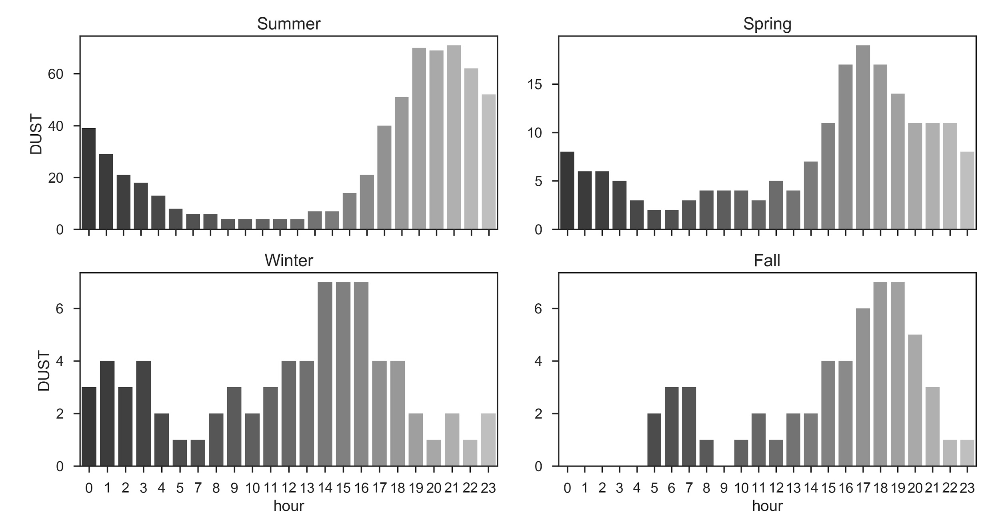 Summer
Spring
DUST
60
40
20
0
15
10
5
0
Winter
Fall
DUST
6
4
2
0
6
4
2
0
0 1 2 3 4 5 7 8 9 10 11 12 13 14 15 16 17 18 19 20 21 22 23
hour
0 1 2 3 4 5 6 7 8 9 10 11 12 13 14 15 16 17 18 19 20 21 22 23
hour